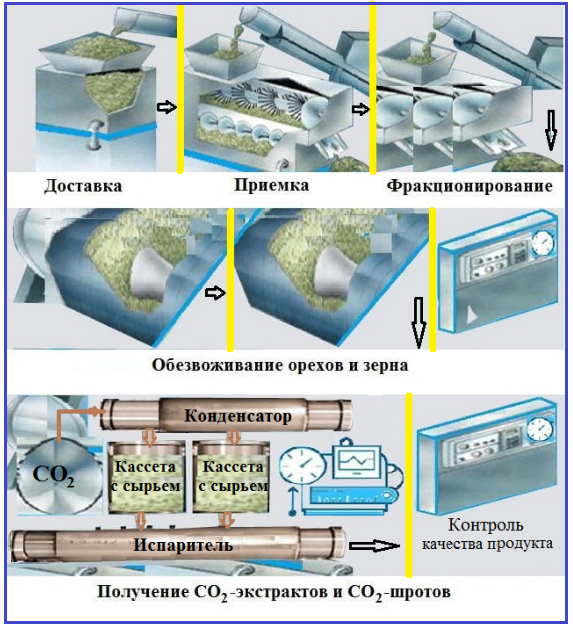 Доставка
Приемка
Фракционирование
Обезвоживание орехов и зерна
Конденсатор
CO2
Кассета
с сырьем
Кассета
с сырьем
Испаритель
Контроль
качества продукта
Получение CO2-экстрактов и CO2-шротов